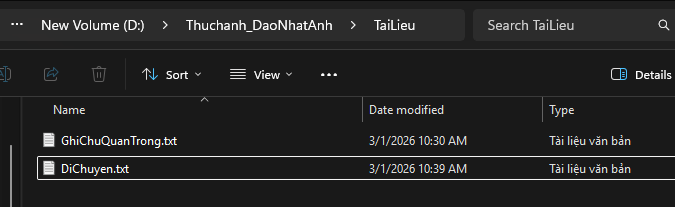 ··· New Volume (D:) > Thuchanh_DaoNhatAnh > TaiLieu > Search TaiLieu
Sort View ··· Details
Name Date modified Type
GhiChuQuanTrong.txt 3/1/2026 10:30 AM Tài liệu văn bản
DiChuyen.txt 3/1/2026 10:39 AM Tài liệu văn bản